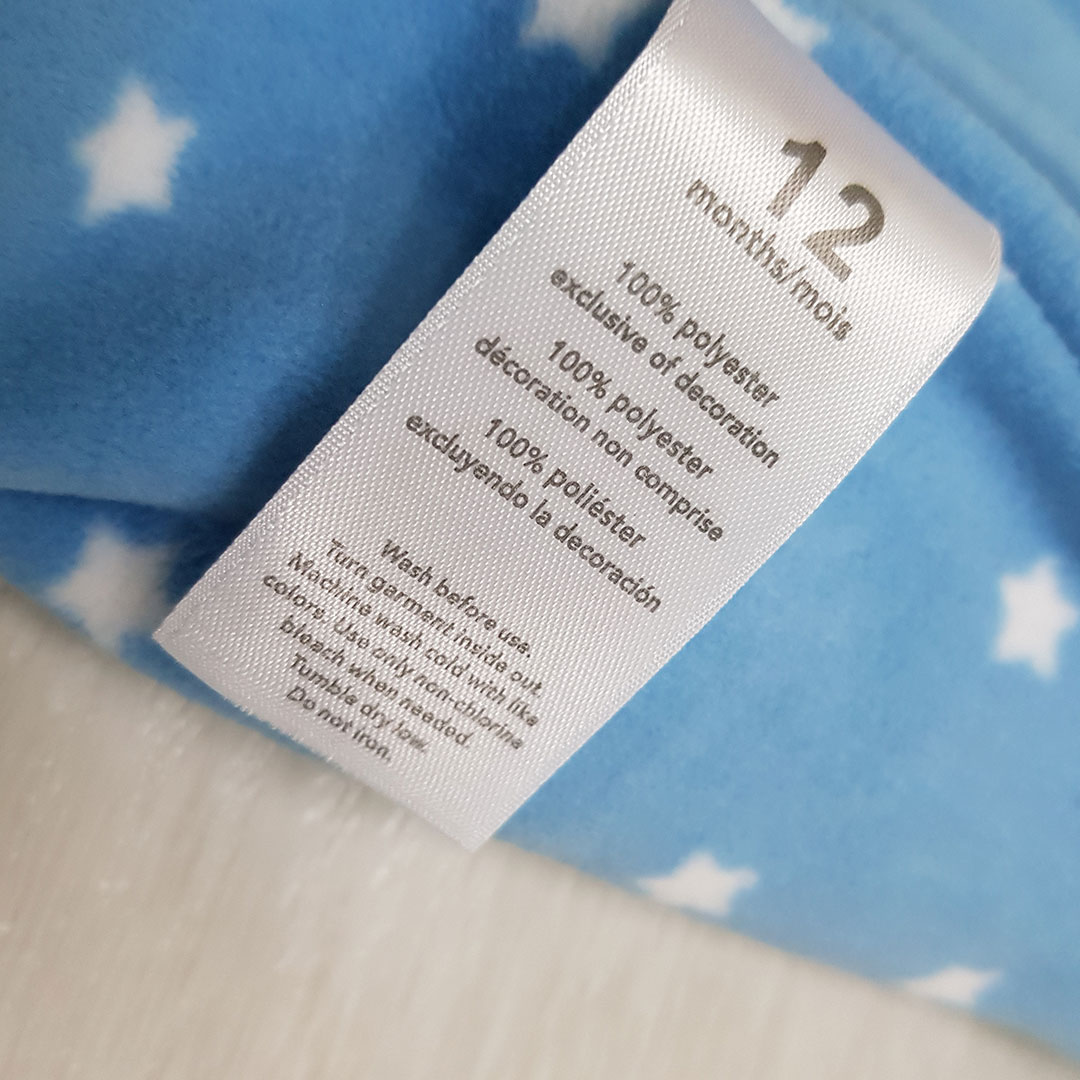 12
months/mois
100% polyester
exclusive of decoration
100% polyester
décoration non comprise
100% poliéster
excluyendo la decoración
Wash before use.
Turn garment inside out.
Machine wash cold with like
colors. Use only non-chlorine
bleach when needed.
Tumble dry low.
Do not iron.